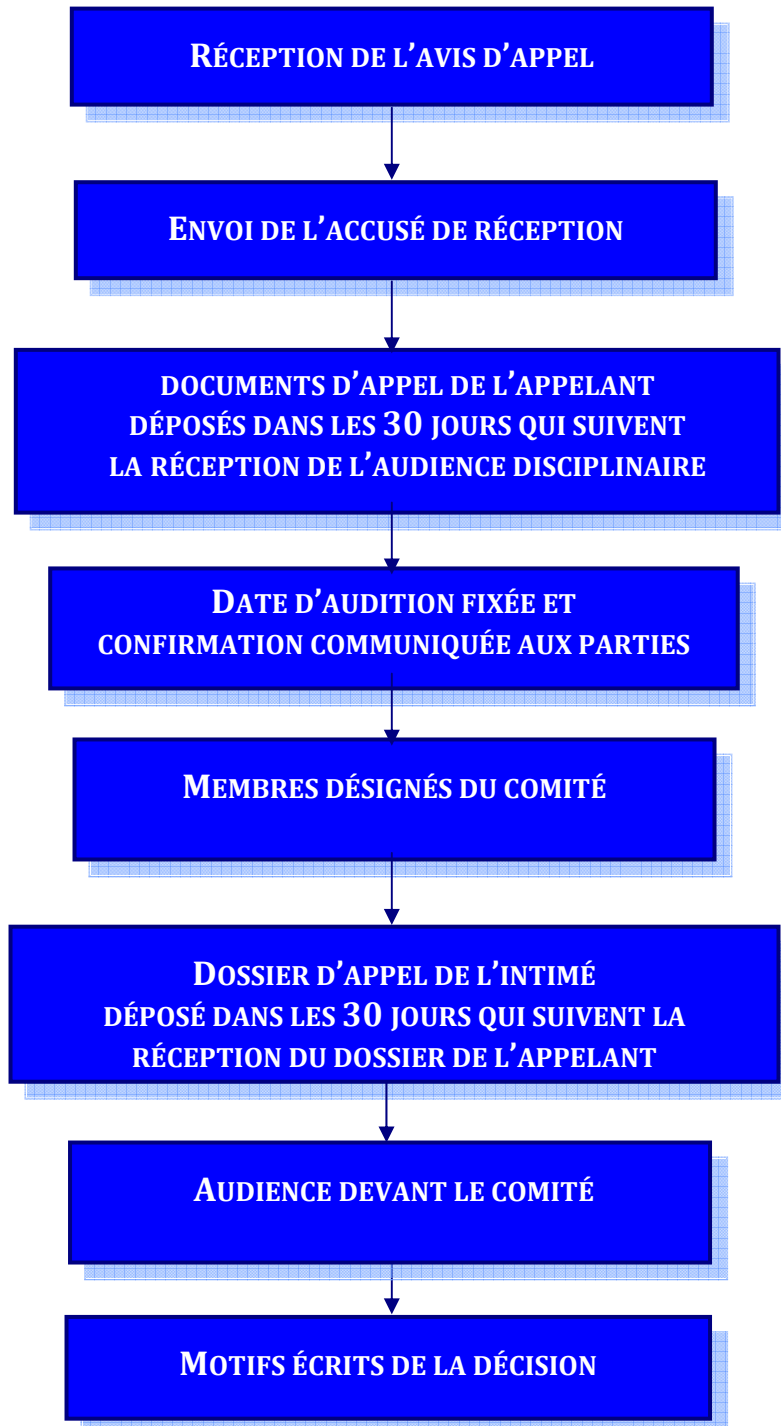 RÉCEPTION DE L’AVIS D’APPEL
ENVOI DE L’ACCUSÉ DE RÉCEPTION
DOCUMENTS D’APPEL DE L’APPELANT
DÉPOSÉS DANS LES 30 JOURS QUI SUIVENT
LA RÉCEPTION DE L’AUDIENCE DISCIPLINAIRE
DATE D’AUDITION FIXÉE ET
CONFIRMATION COMMUNIQUÉE AUX PARTIES
MEMBRES DÉSIGNÉS DU COMITÉ
DOSSIER D’APPEL DE L’INTIMÉ
DÉPOSÉ DANS LES 30 JOURS QUI SUIVENT LA
RÉCEPTION DU DOSSIER DE L’APPELANT
AUDIENCE DEVANT LE COMITÉ
MOTIFS ÉCRITS DE LA DÉCISION